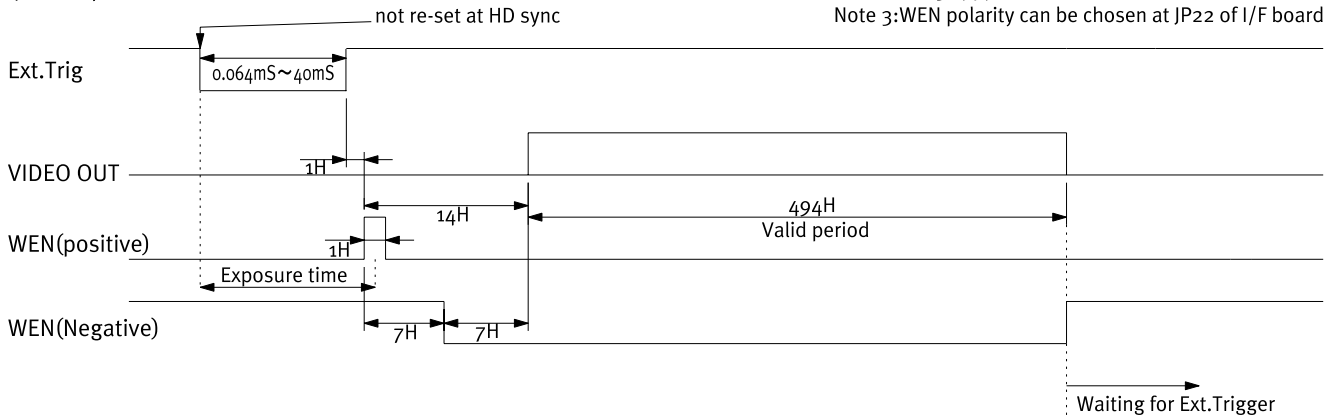 not re-set at HD sync
Note 3:WEN polarity can be chosen at JP22 of I/F board
Ext.Trig
0.064mS~40mS
1H
VIDEO OUT
14H
494H
Valid period
WEN(positive)
1H
Exposure time
WEN(Negative)
7H
7H
Waiting for Ext.Trigger